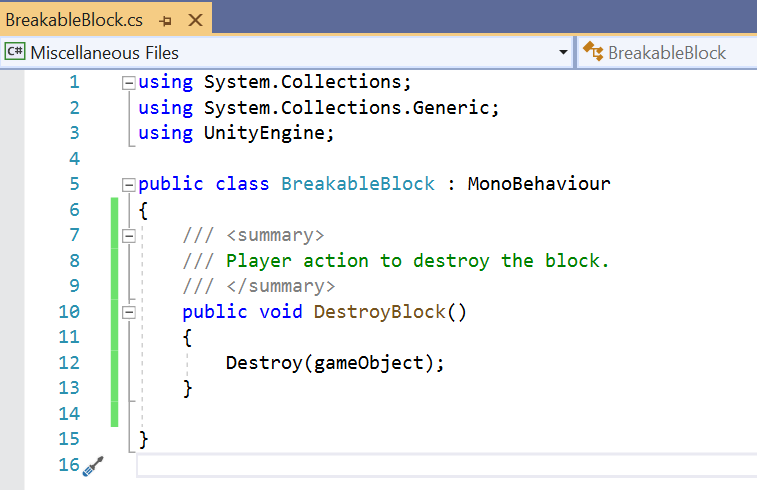 BreakableBlock.cs
C# Miscellaneous Files BreakableBlock
1 using System.Collections;
2 using System.Collections.Generic;
3 using UnityEngine;
4
5 public class BreakableBlock : MonoBehaviour
6 {
7 /// <summary>
8 /// Player action to destroy the block.
9 /// </summary>
10 public void DestroyBlock()
11 {
12 Destroy(gameObject);
13 }
14
15 }
16